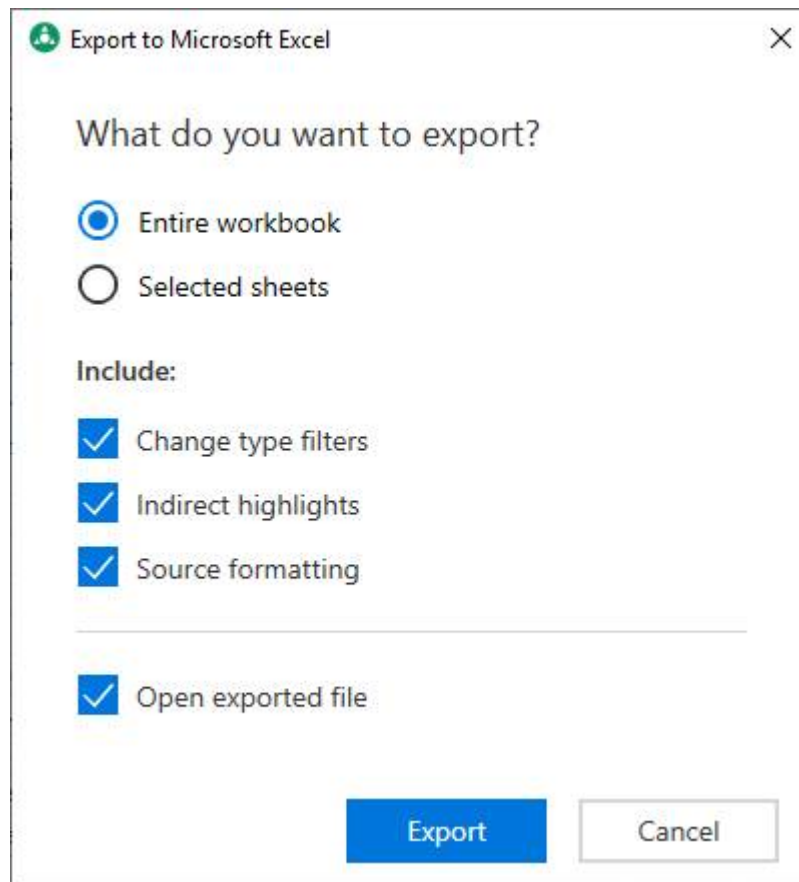 Export to Microsoft Excel
What do you want to export?
Entire workbook
Selected sheets
Include:
Change type filters
Indirect highlights
Source formatting
Open exported file
Export
Cancel